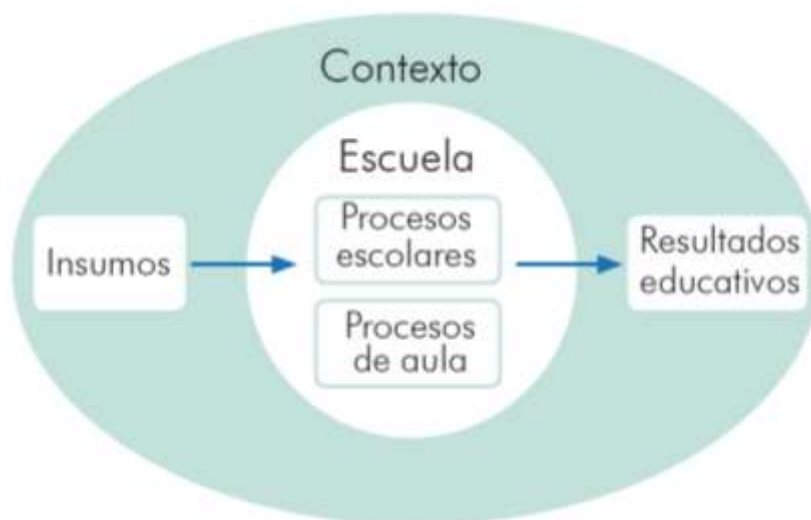 Contexto
Escuela
Insumos
Procesos
escolares
Procesos
de aula
Resultados
educativos